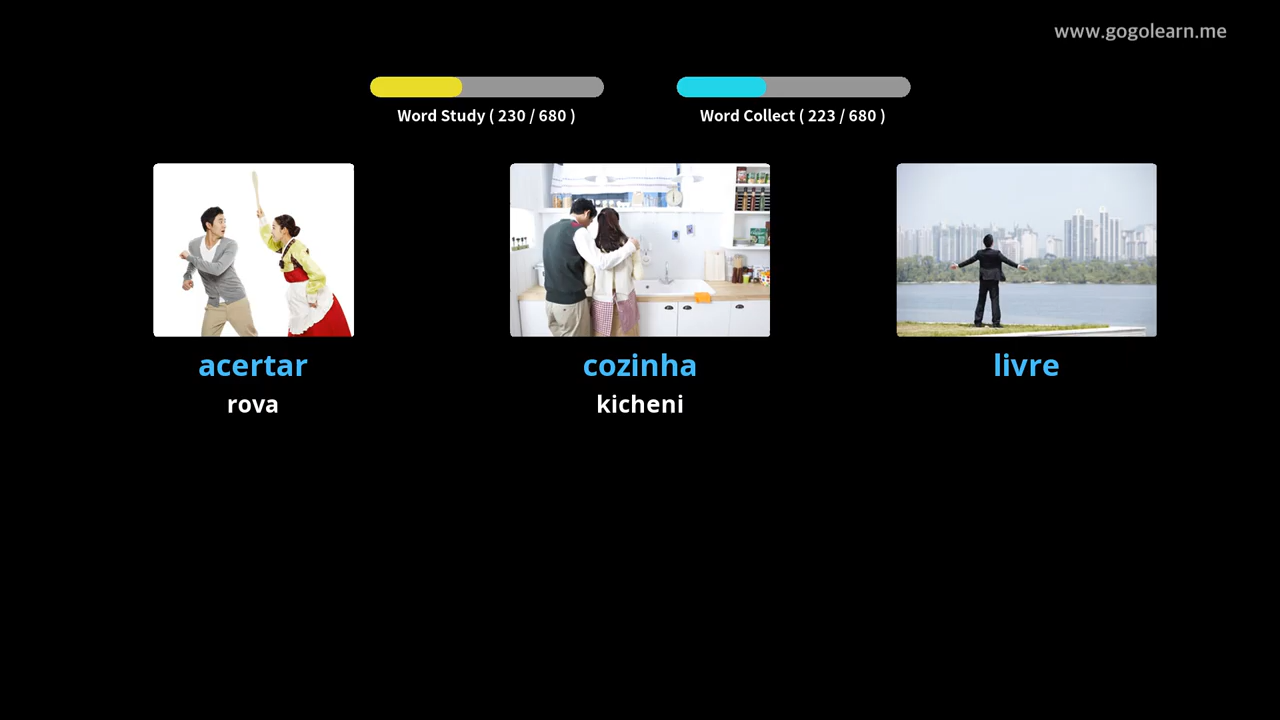 www.gogolearn.me
Word Study ( 230 / 680 )
Word Collect ( 223 / 680 )
acertar
rova
cozinha
kicheni
livre